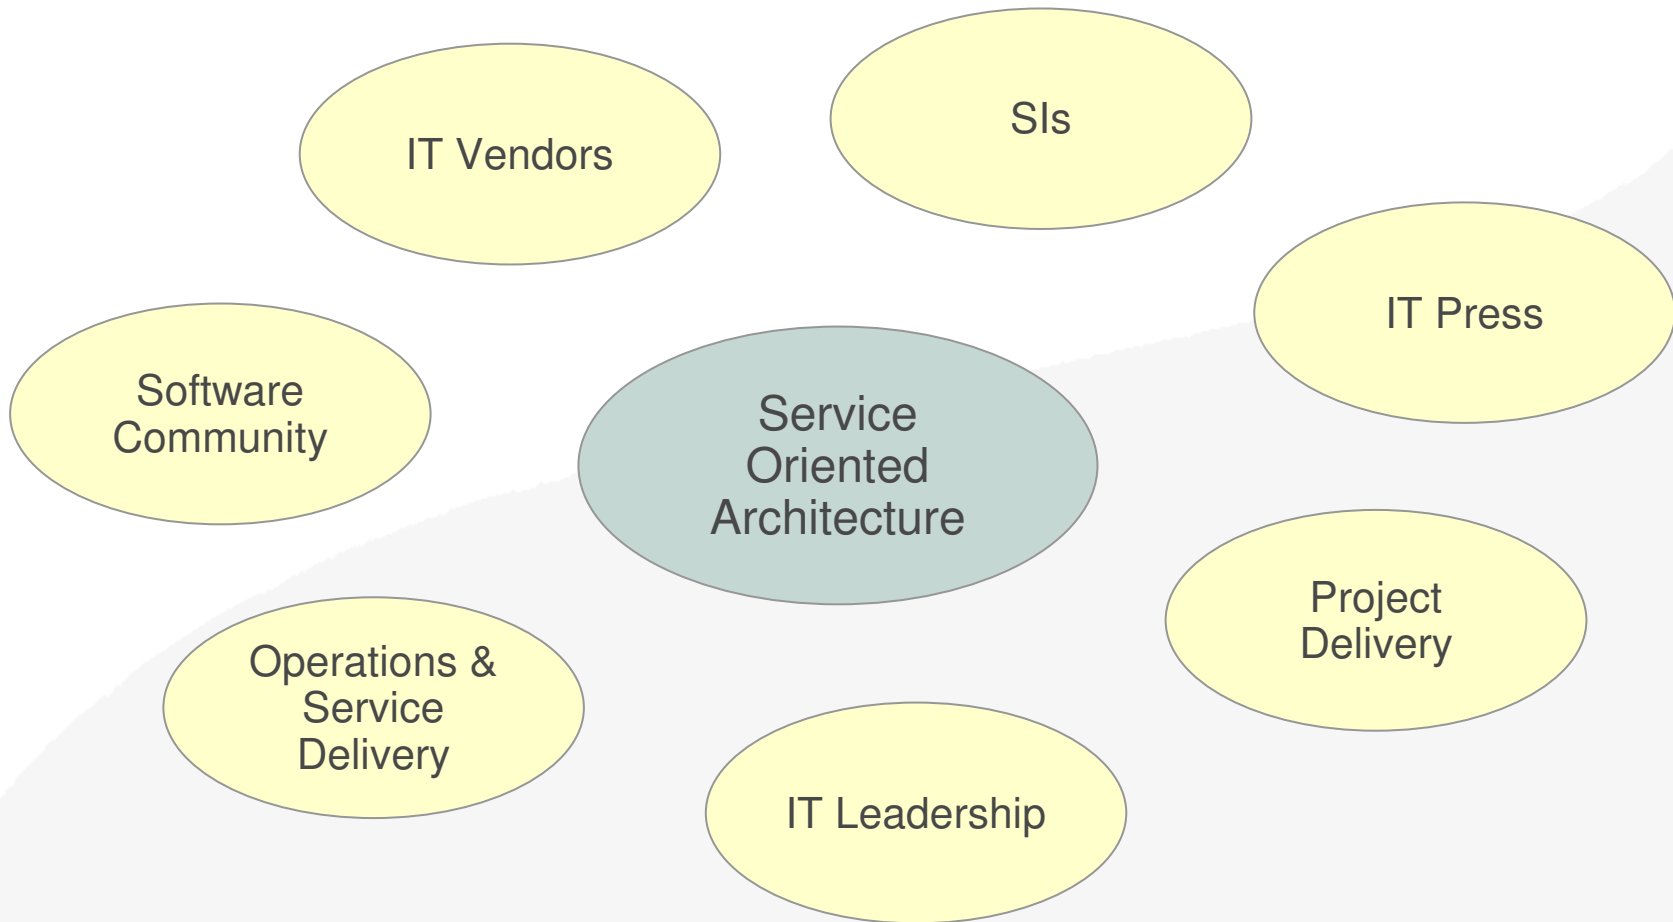 SIs
IT Vendors
IT Press
Software
Community
Service
Oriented
Architecture
Project
Delivery
Operations &
Service
Delivery
IT Leadership